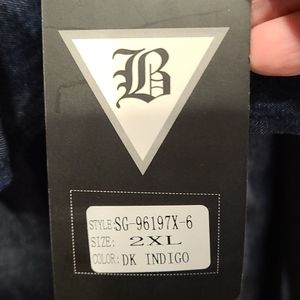 B
STYLE: SG-96197X-6
SIZE: 2XL
COLOR: DK INDIGO